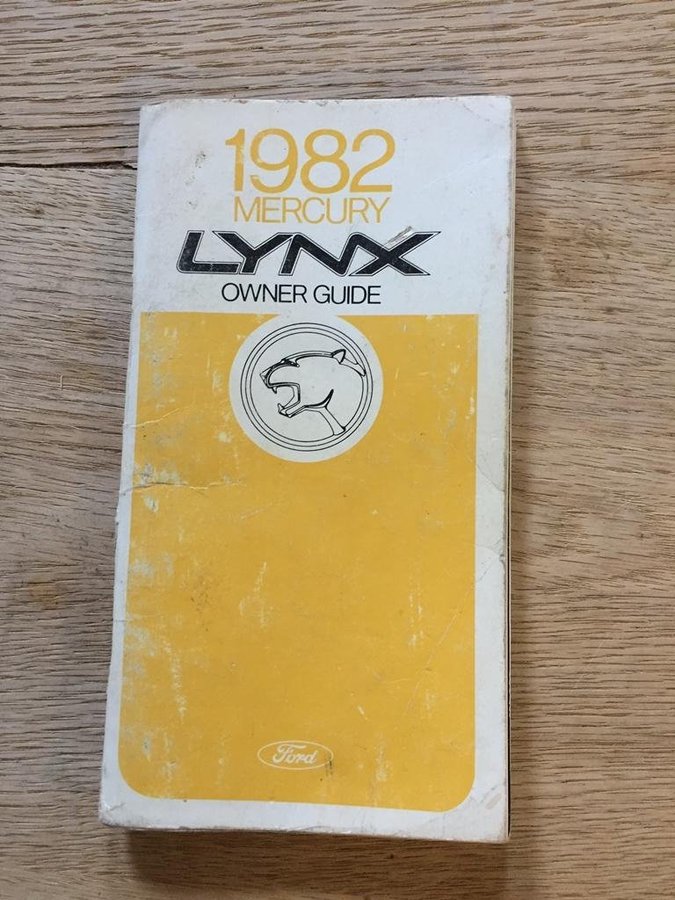 1982
MERCURY
LYNX
OWNER GUIDE
Ford